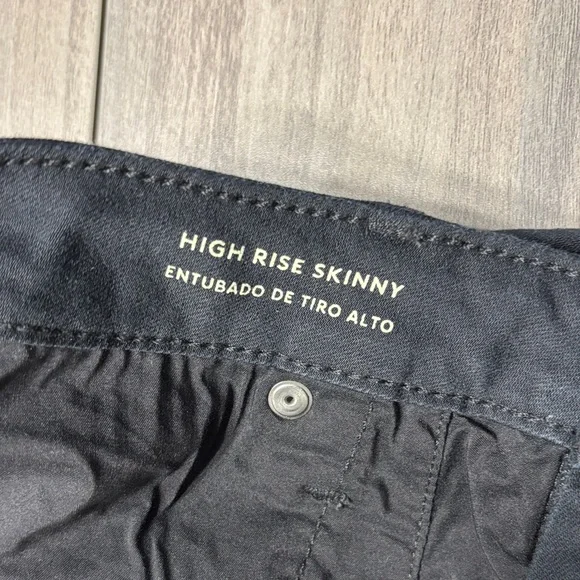 HIGH RISE SKINNY
ENTUBADO DE TIRO ALTO